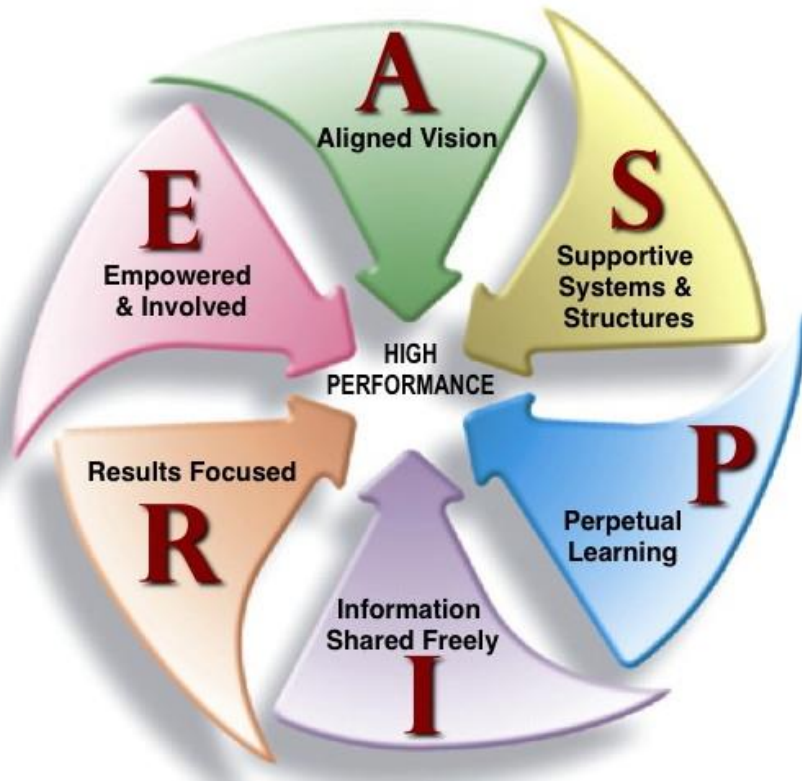 A
Aligned Vision
S
Supportive
Systems &
Structures
P
Perpetual
Learning
Information
Shared Freely
I
Results Focused
R
E
Empowered
& Involved
HIGH
PERFORMANCE